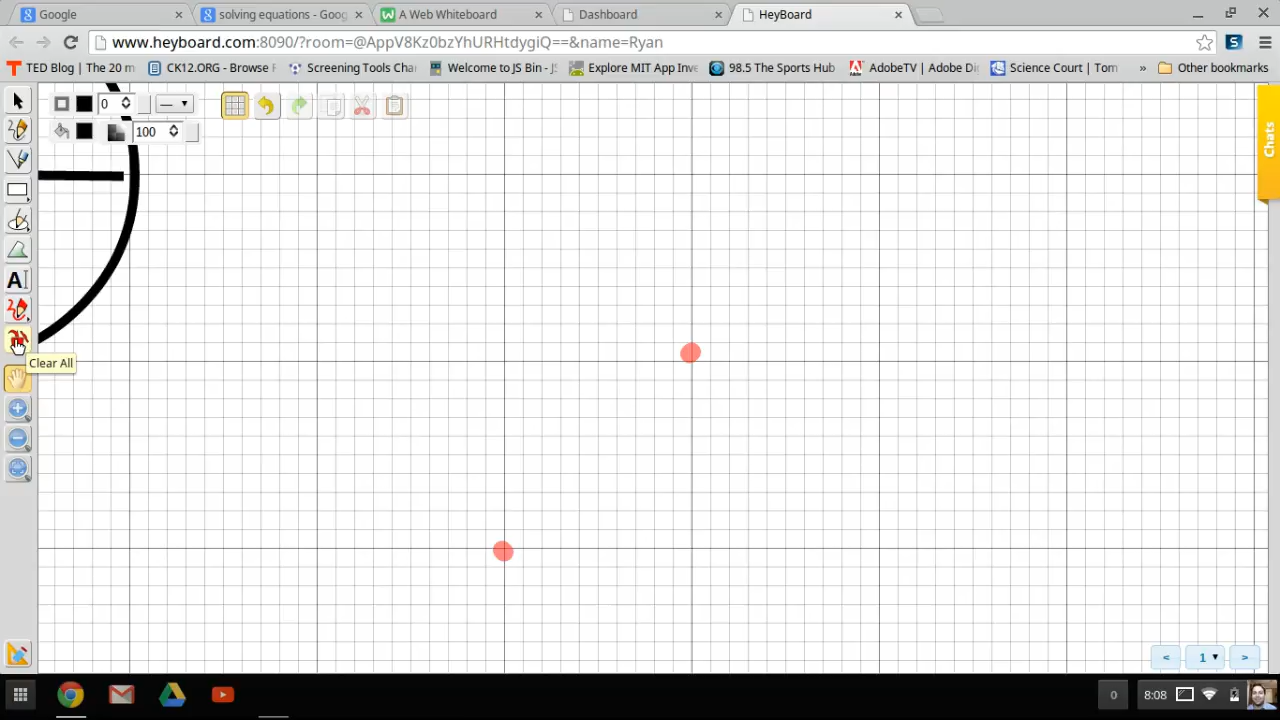 Google
solving equations - Goog
A Web Whiteboard
Dashboard
HeyBoard
www.heyboard.com:8090/?room=@AppV8Kz0bzYhURHtdygiQ==&name=Ryan
TED Blog | The 20 m
CK12.ORG - Browse F
Screening Tools Cha
Welcome to JS Bin - JS
Explore MIT App Inve
98.5 The Sports Hub
AdobeTV | Adobe Di
Science Court | Tom
»
Other bookmarks
0
100
Chats
A
Clear All
< 1 >
0
8:08